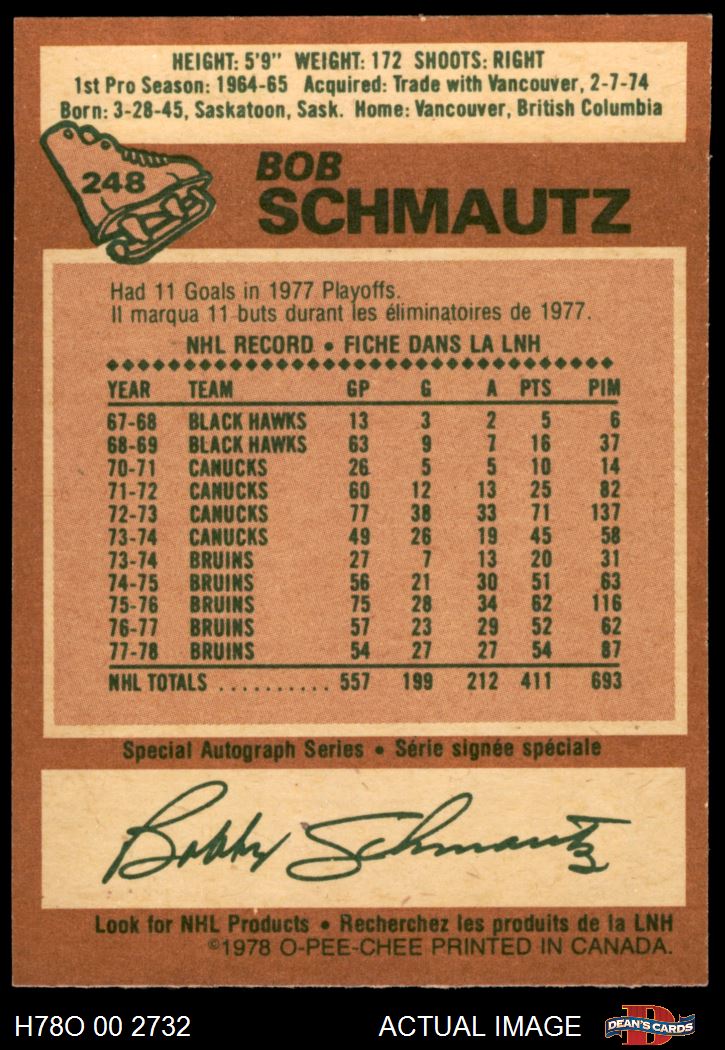 HEIGHT: 5'9" WEIGHT: 172 SHOOTS: RIGHT
1st Pro Season: 1964-65 Acquired: Trade with Vancouver, 2-7-74
Born: 3-28-45, Saskatoon, Sask. Home: Vancouver, British Columbia
248
BOB
SCHMAUTZ
Had 11 Goals in 1977 Playoffs.
Il marqua 11 buts durant les éliminatoires de 1977.
NHL RECORD • FICHE DANS LA LNH
YEAR TEAM GP G A PTS PIM
67-68 BLACK HAWKS 13 3 2 5 6
68-69 BLACK HAWKS 63 9 7 16 37
70-71 CANUCKS 26 5 5 10 14
71-72 CANUCKS 60 12 13 25 82
72-73 CANUCKS 77 38 33 71 137
73-74 CANUCKS 49 26 19 45 58
73-74 BRUINS 27 7 13 20 31
74-75 BRUINS 56 21 30 51 63
75-76 BRUINS 75 28 34 62 116
76-77 BRUINS 57 23 29 52 62
77-78 BRUINS 54 27 27 54 87
NHL TOTALS .......... 557 199 212 411 693
Special Autograph Series • Série signée spéciale
Bobby Schmautz
Look for NHL Products • Recherchez les produits de la LNH
©1978 O-PEE-CHEE PRINTED IN CANADA.
H78O 00 2732 ACTUAL IMAGE DEAN'S CARDS